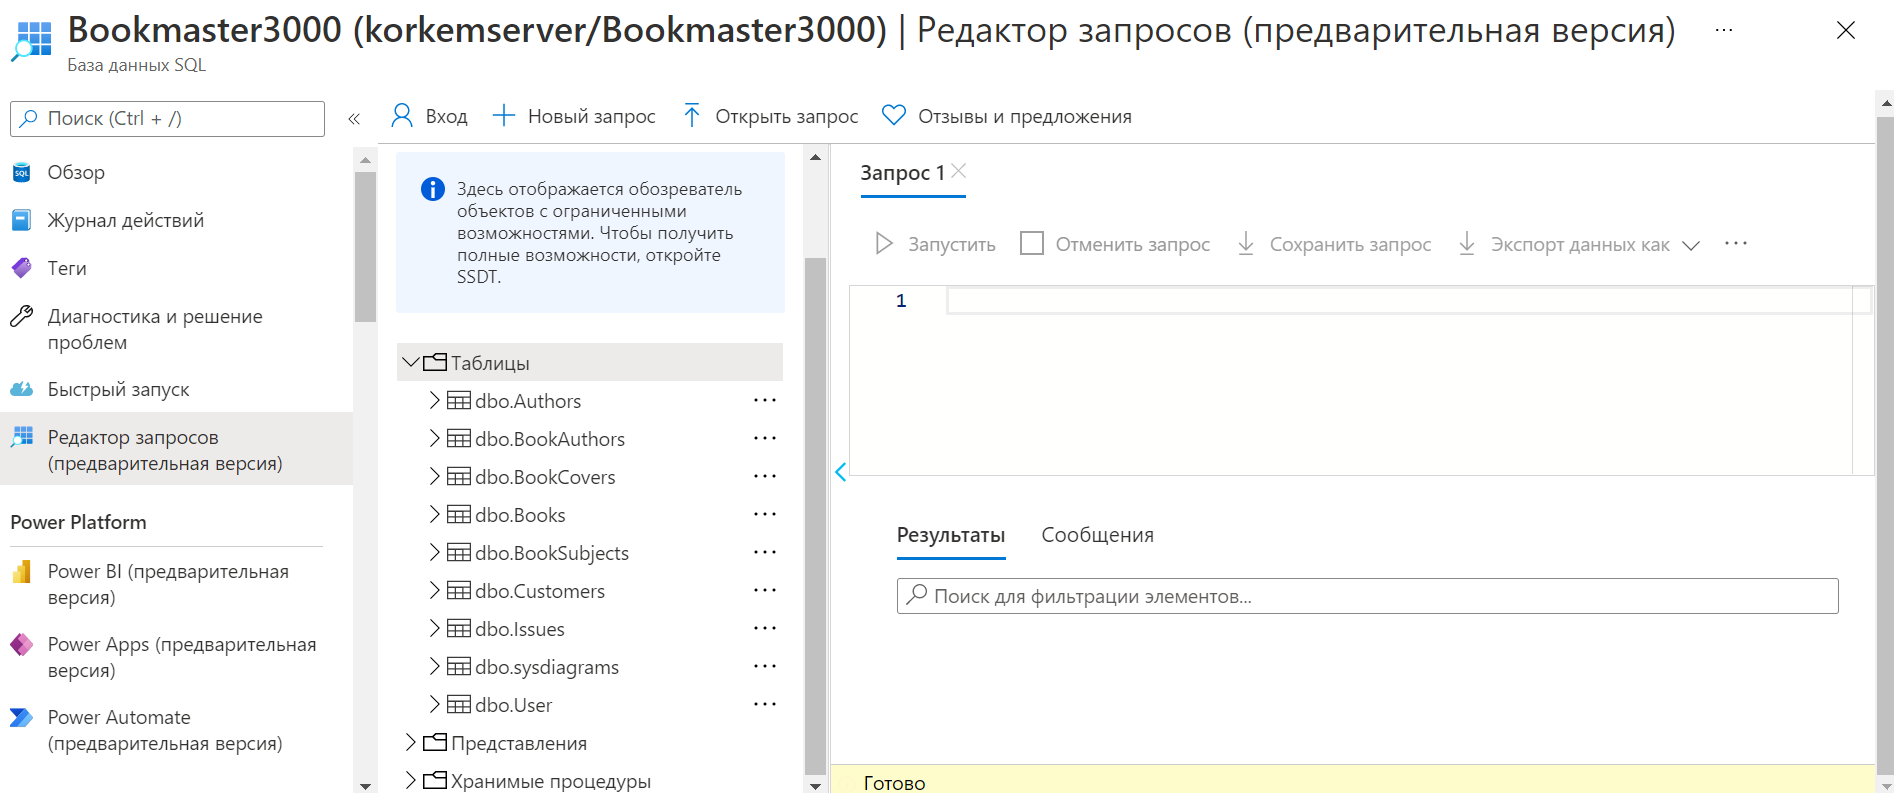 Bookmaster3000 (korkemserver/Bookmaster3000) | Редактор запросов (предварительная версия)
База данных SQL
Поиск (Ctrl + /)
Обзор
Журнал действий
Теги
Диагностика и решение
проблем
Быстрый запуск
Редактор запросов
(предварительная версия)
Power Platform
Power BI (предварительная
версия)
Power Apps (предварительная
версия)
Power Automate
(предварительная версия)
Вход
Новый запрос
Открыть запрос
Отзывы и предложения
Здесь отображается обозреватель
объектов с ограниченными
возможностями. Чтобы получить
полные возможности, откройте
SSDT.
Таблицы
dbo.Authors
dbo.BookAuthors
dbo.BookCovers
dbo.Books
dbo.BookSubjects
dbo.Customers
dbo.Issues
dbo.sysdiagrams
dbo.User
Представления
Хранимые процедуры
Запрос 1
Запустить
Отменить запрос
Сохранить запрос
Экспорт данных как
1
Результаты
Сообщения
Поиск для фильтрации элементов...
Готово